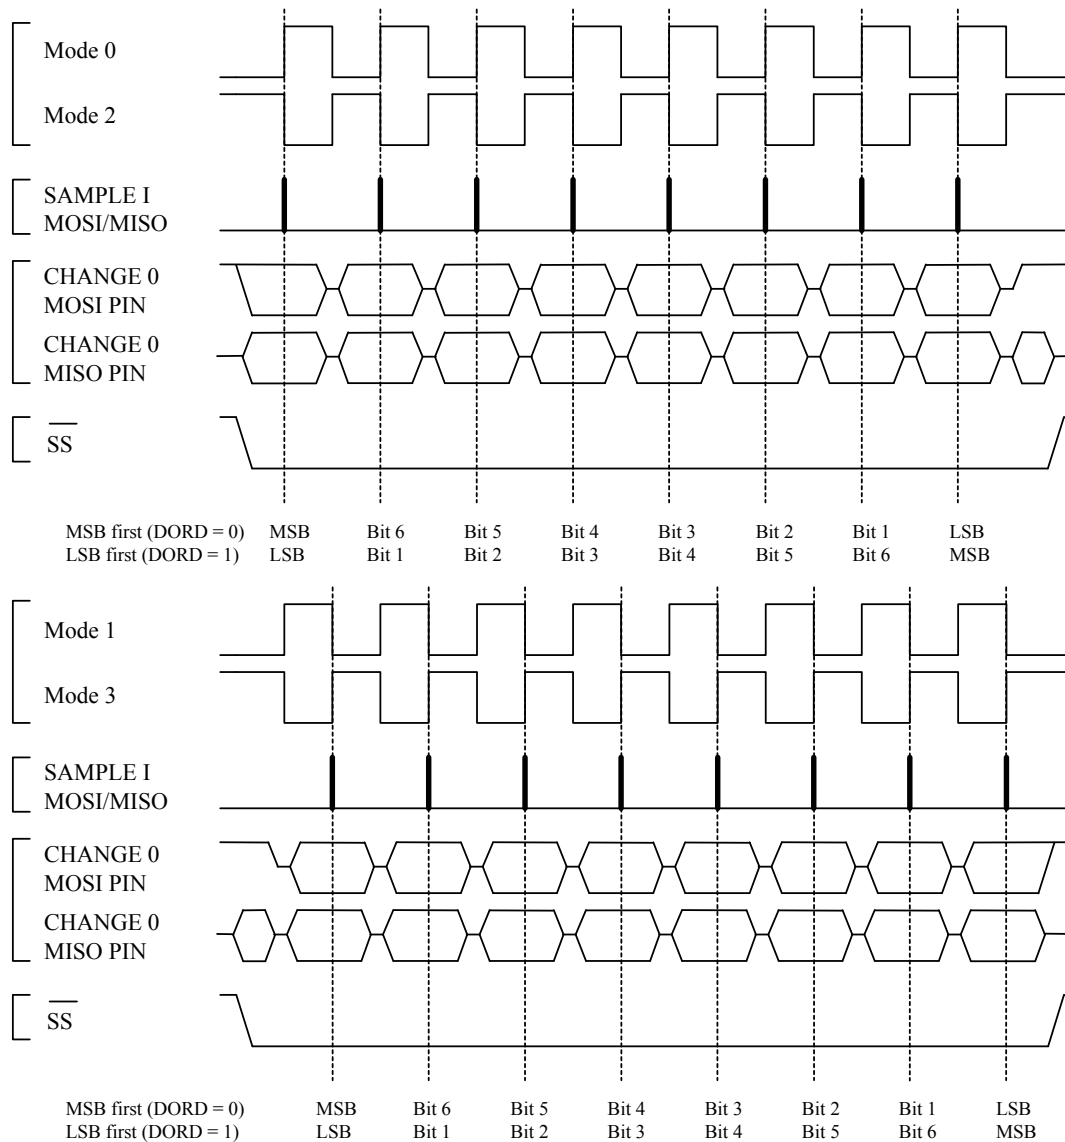 Mode 0
Mode 2
SAMPLE I
MOSI/MISO
CHANGE 0
MOSI PIN
CHANGE 0
MISO PIN
SS
MSB first (DORD = 0) MSB Bit 6 Bit 5 Bit 4 Bit 3 Bit 2 Bit 1 LSB
LSB first (DORD = 1) LSB Bit 1 Bit 2 Bit 3 Bit 4 Bit 5 Bit 6 MSB
Mode 1
Mode 3
SAMPLE I
MOSI/MISO
CHANGE 0
MOSI PIN
CHANGE 0
MISO PIN
SS
MSB first (DORD = 0) MSB Bit 6 Bit 5 Bit 4 Bit 3 Bit 2 Bit 1 LSB
LSB first (DORD = 1) LSB Bit 1 Bit 2 Bit 3 Bit 4 Bit 5 Bit 6 MSB